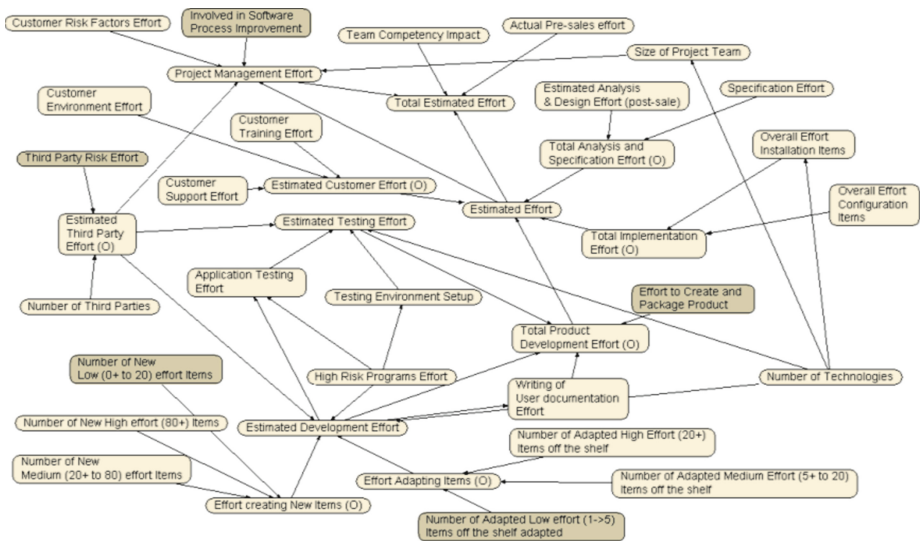 Customer Risk Factors Effort
Involved in Software
Process Improvement
Team Competency Impact
Actual Pre-sales effort
Size of Project Team
Project Management Effort
Customer
Environment Effort
Total Estimated Effort
Estimated Analysis
& Design Effort (post-sale)
Specification Effort
Customer
Training Effort
Total Analysis and
Specification Effort (O)
Overall Effort
Installation Items
Third Party Risk Effort
Customer
Support Effort
Estimated Customer Effort (O)
Estimated Effort
Overall Effort
Configuration
Items
Estimated
Third Party
Effort (O)
Estimated Testing Effort
Total Implementation
Effort (O)
Application Testing
Effort
Testing Environment Setup
Effort to Create and
Package Product
Number of Third Parties
Total Product
Development Effort (O)
Number of New
Low (0+ to 20) effort Items
High Risk Programs Effort
Number of Technologies
Writing of
User documentation
Effort
Number of New High effort (80+) Items
Estimated Development Effort
Number of Adapted High Effort (20+)
Items off the shelf
Number of New
Medium (20+ to 80) effort Items
Effort Adapting Items (O)
Number of Adapted Medium Effort (5+ to 20)
Items off the shelf
Effort creating New Items (O)
Number of Adapted Low effort (1->5)
Items off the shelf adapted